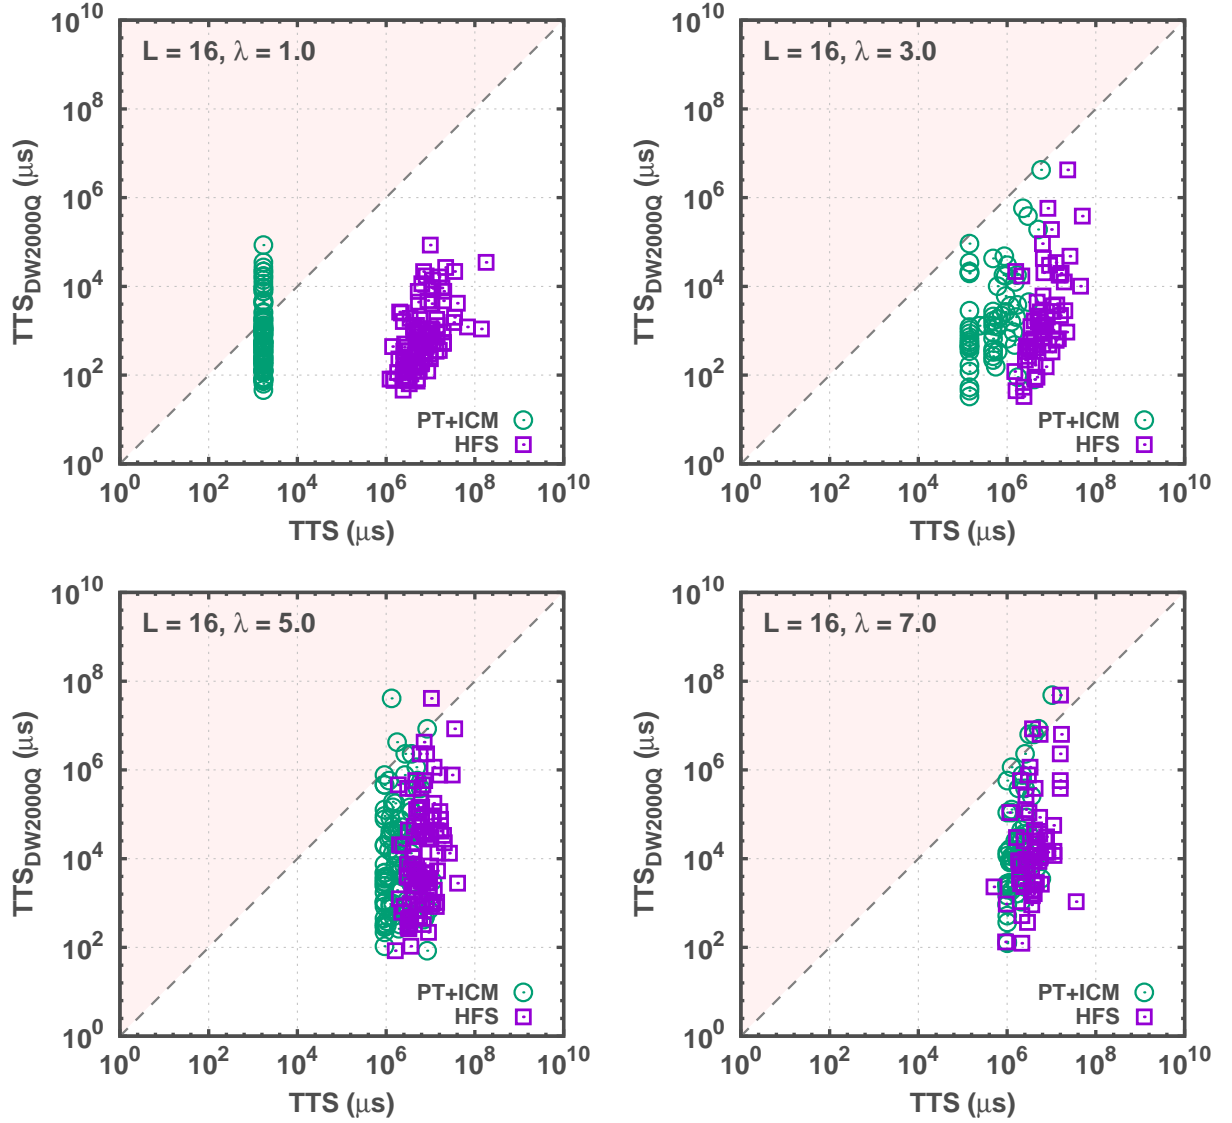 L = 16, λ = 1.0
TTS_DW2000Q (μs)
10^10
10^8
10^6
10^4
10^2
10^0
PT+ICM
HFS
10^0 10^2 10^4 10^6 10^8 10^10
TTS (μs)
L = 16, λ = 3.0
TTS_DW2000Q (μs)
10^10
10^8
10^6
10^4
10^2
10^0
PT+ICM
HFS
10^0 10^2 10^4 10^6 10^8 10^10
TTS (μs)
L = 16, λ = 5.0
TTS_DW2000Q (μs)
10^10
10^8
10^6
10^4
10^2
10^0
PT+ICM
HFS
10^0 10^2 10^4 10^6 10^8 10^10
TTS (μs)
L = 16, λ = 7.0
TTS_DW2000Q (μs)
10^10
10^8
10^6
10^4
10^2
10^0
PT+ICM
HFS
10^0 10^2 10^4 10^6 10^8 10^10
TTS (μs)